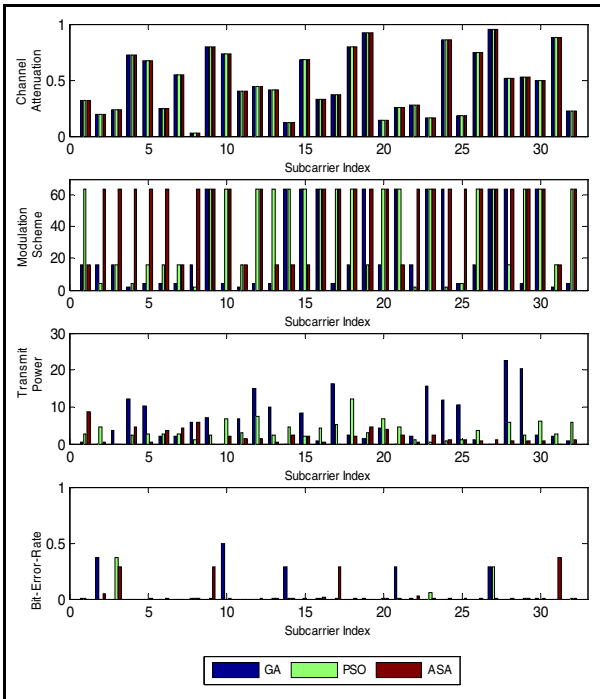 1
0.5
0
Channel
Attenuation
0 5 10 15 20 25 30
Subcarrier Index
60
40
20
0
Modulation
Scheme
0 5 10 15 20 25 30
Subcarrier Index
30
20
10
0
Transmit
Power
0 5 10 15 20 25 30
Subcarrier Index
1
0.5
0
Bit-Error-Rate
0 5 10 15 20 25 30
Subcarrier Index
GA PSO ASA